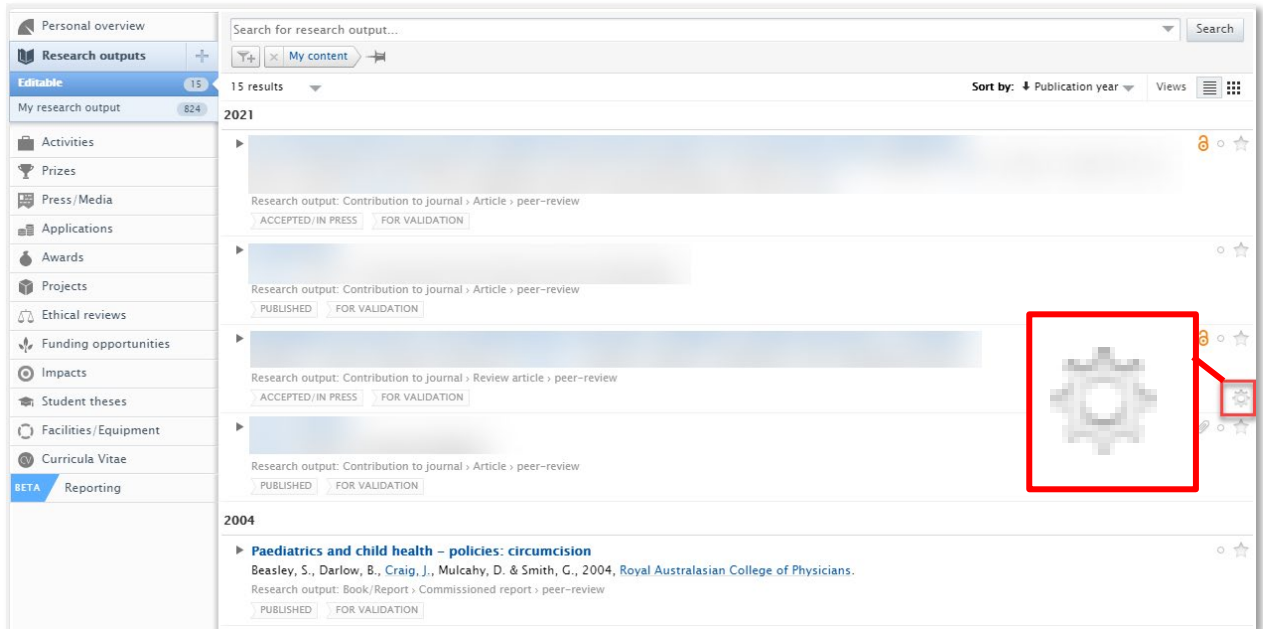 Personal overview
Research outputs
Editable 15
My research output 824
Activities
Prizes
Press/Media
Applications
Awards
Projects
Ethical reviews
Funding opportunities
Impacts
Student theses
Facilities/Equipment
CV Curricula Vitae
BETA Reporting
Search for research output... Search
My content
15 results Sort by: Publication year Views
2021
Research output: Contribution to journal › Article › peer-review
ACCEPTED/IN PRESS FOR VALIDATION
Research output: Contribution to journal › Article › peer-review
PUBLISHED FOR VALIDATION
Research output: Contribution to journal › Review article › peer-review
ACCEPTED/IN PRESS FOR VALIDATION
Research output: Contribution to journal › Article › peer-review
PUBLISHED FOR VALIDATION
2004
Paediatrics and child health – policies: circumcision
Beasley, S., Darlow, B., Craig, J., Mulcahy, D. & Smith, G., 2004, Royal Australasian College of Physicians.
Research output: Book/Report › Commissioned report › peer-review
PUBLISHED FOR VALIDATION